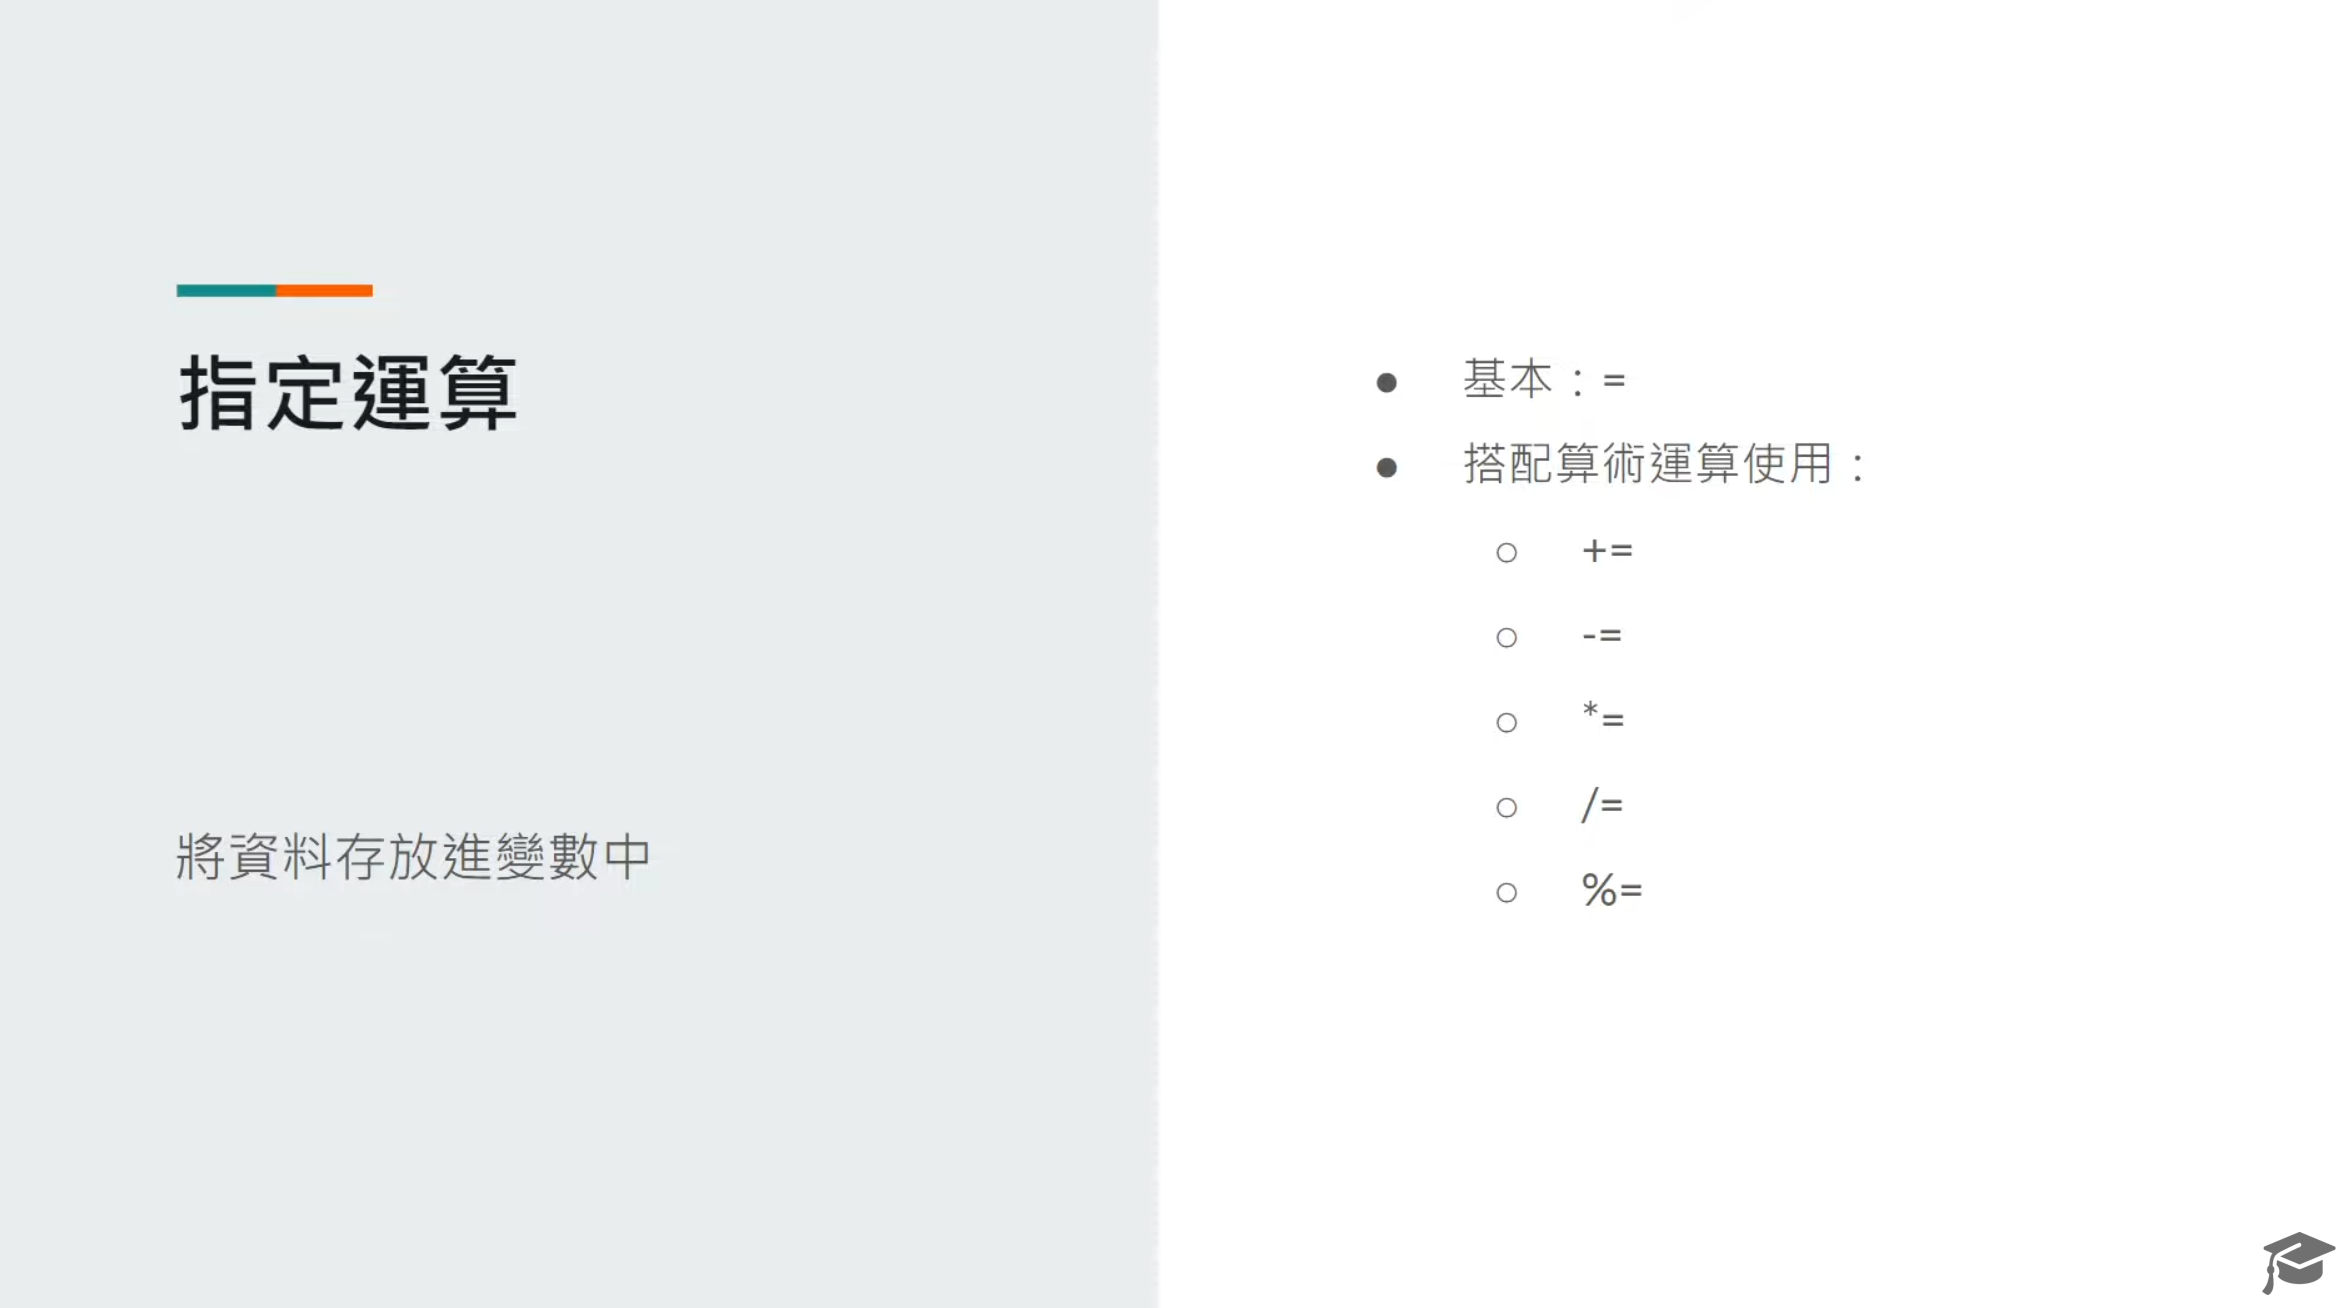 指定運算
將資料存放進變數中
基本：=
搭配算術運算使用：
+=
-=
*=
/=
%=